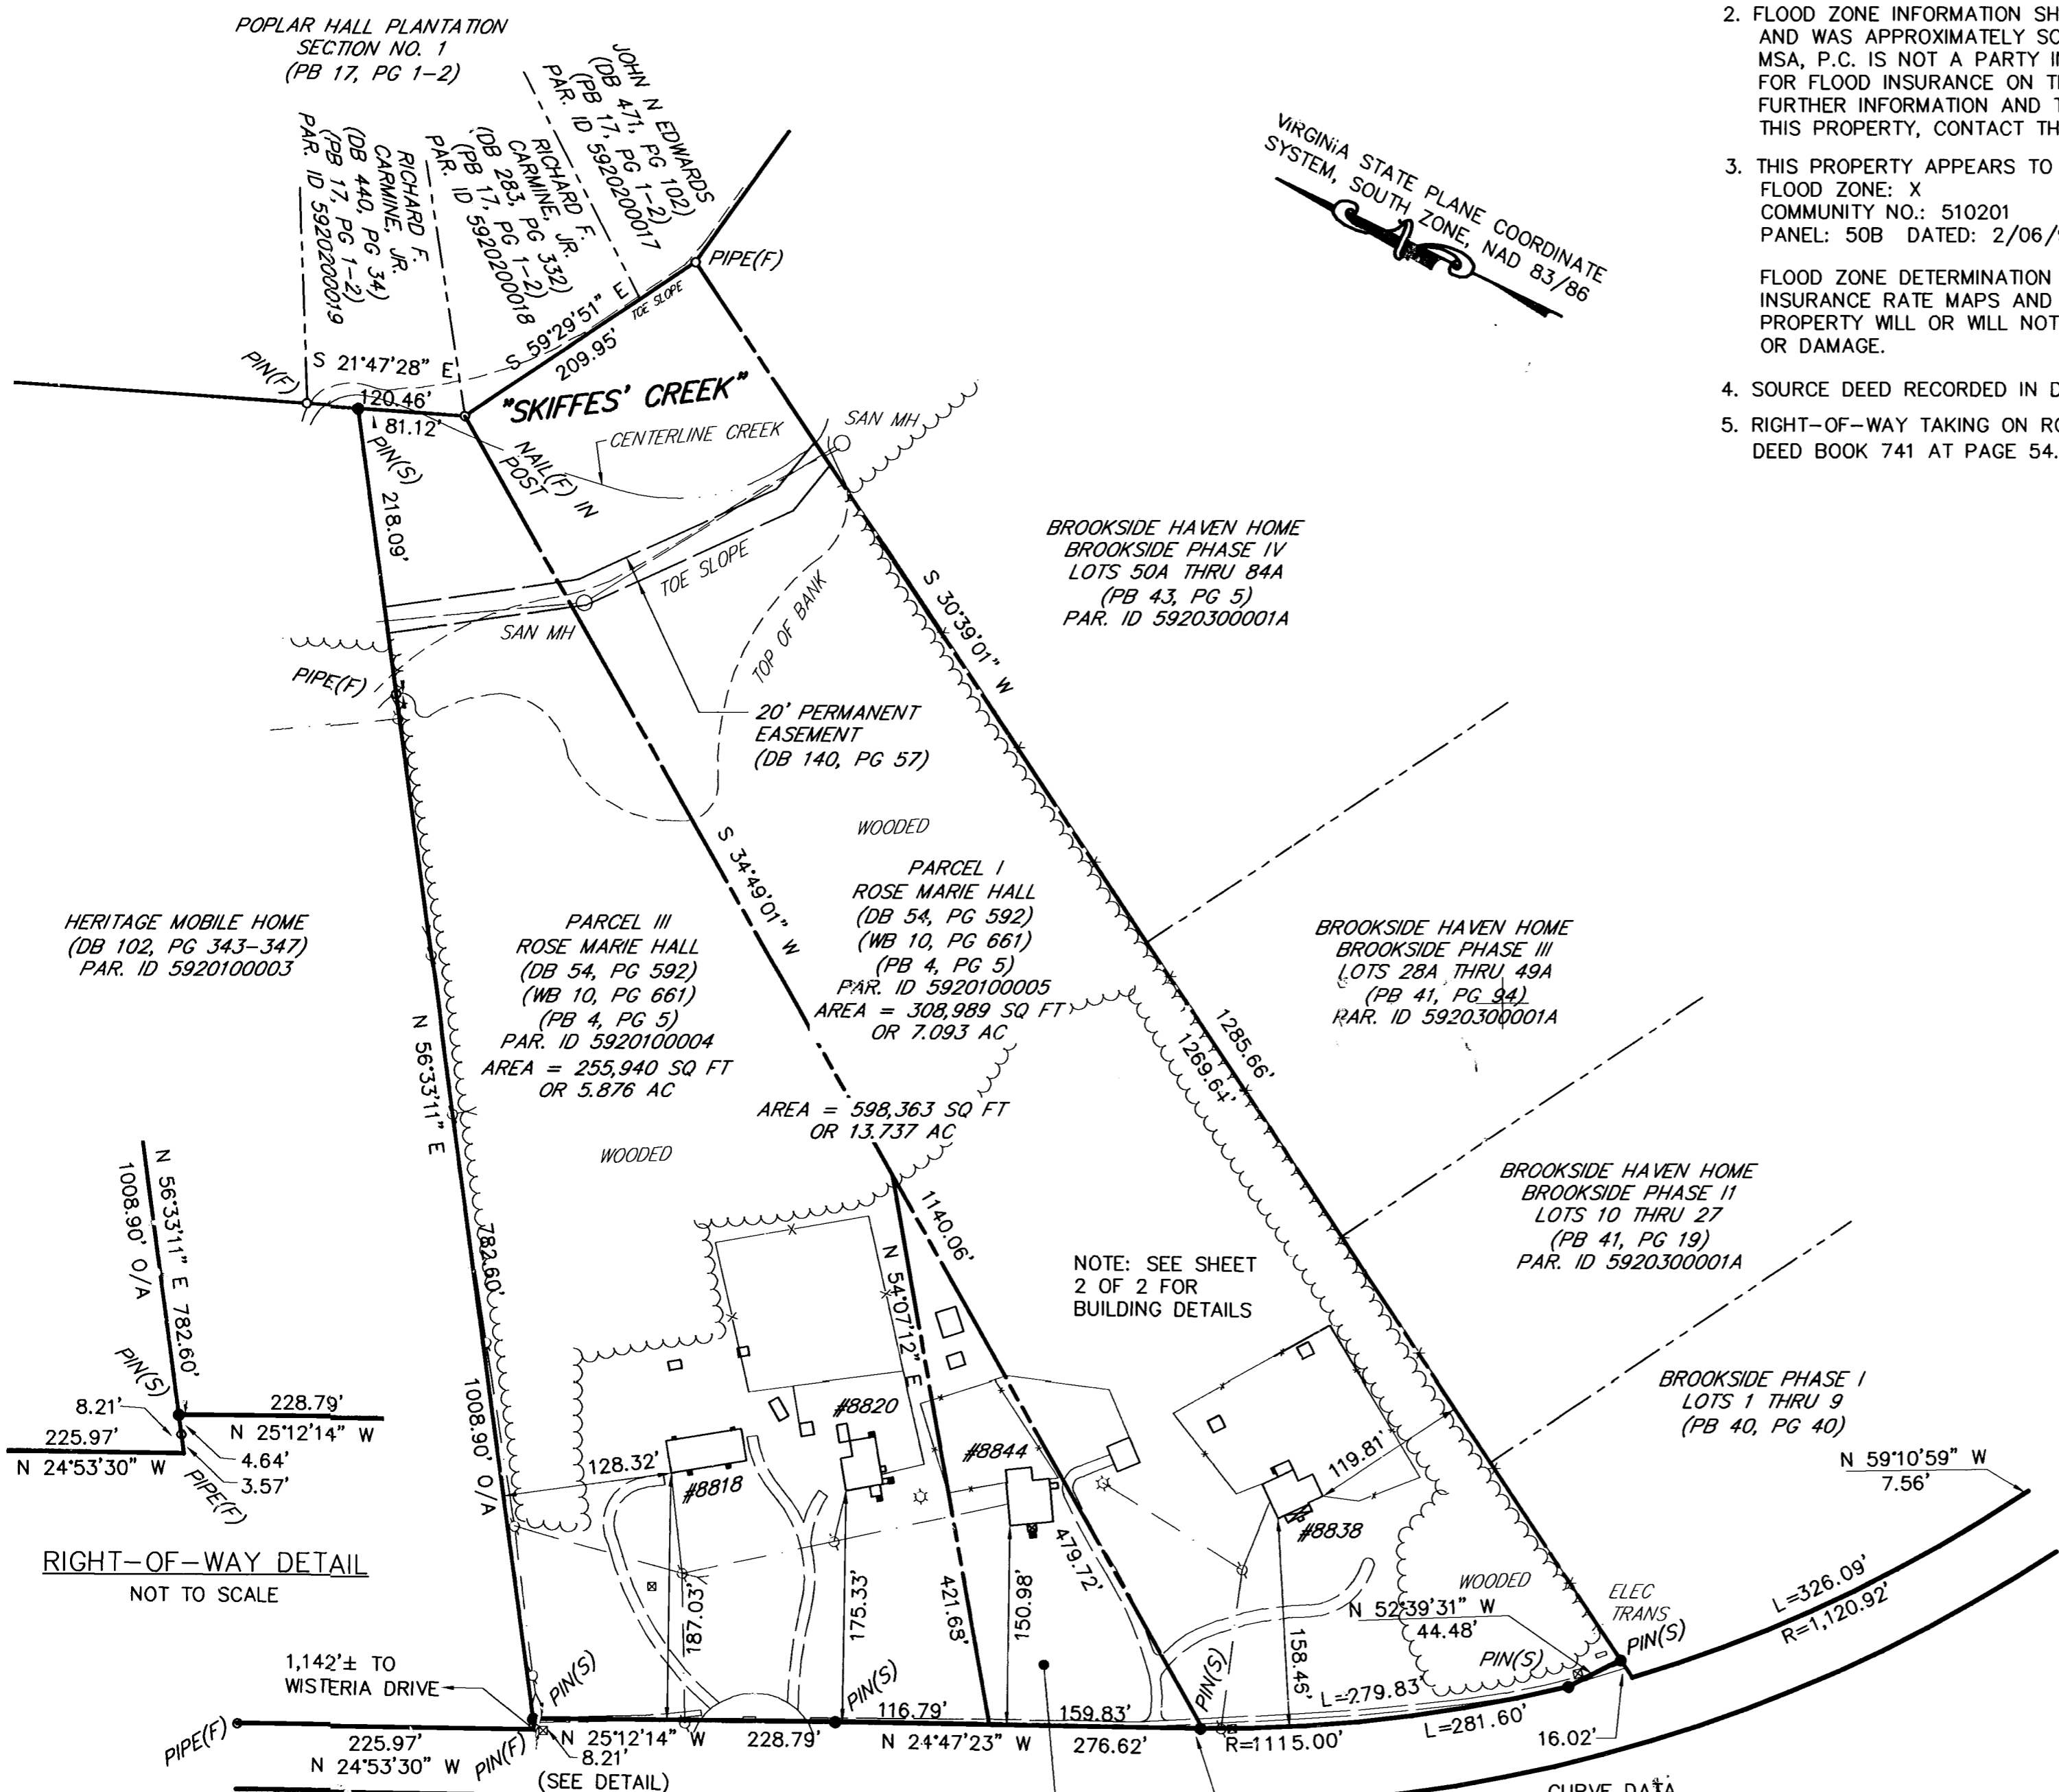 POPLAR HALL PLANTATION
SECTION NO. 1
(PB 17, PG 1-2)
JOHN N EDWARDS
(DB 471, PG 102)
(PB 17, PG 1-2)
PAR. ID 5920200017
RICHARD F.
CARMINE, JR.
(DB 283, PG 332)
(PB 17, PG 1-2)
PAR. ID 5920200018
RICHARD F.
CARMINE, JR.
(DB 440, PG 34)
(PB 17, PG 1-2)
PAR. ID 5920200019
2. FLOOD ZONE INFORMATION SH
AND WAS APPROXIMATELY SC
MSA, P.C. IS NOT A PARTY I
FOR FLOOD INSURANCE ON T
FURTHER INFORMATION AND T
THIS PROPERTY, CONTACT TH
3. THIS PROPERTY APPEARS TO
FLOOD ZONE: X
COMMUNITY NO.: 510201
PANEL: 50B DATED: 2/06/
FLOOD ZONE DETERMINATION
INSURANCE RATE MAPS AND
PROPERTY WILL OR WILL NOT
OR DAMAGE.
4. SOURCE DEED RECORDED IN D
5. RIGHT-OF-WAY TAKING ON RO
DEED BOOK 741 AT PAGE 54.
VIRGINIA STATE PLANE COORDINATE
SYSTEM, SOUTH ZONE, NAD 83/86
PIPE(F)
S 59°29'51" E
209.95'
TOE SLOPE
PIN(F)
S 21°47'28" E
120.46'
81.12'
PIN(S)
"SKIFFES' CREEK"
CENTERLINE CREEK
SAN MH
NAIL(F) IN
POST
218.09'
TOE SLOPE
SAN MH
TOP OF BANK
PIPE(F)
20' PERMANENT
EASEMENT
(DB 140, PG 57)
BROOKSIDE HAVEN HOME
BROOKSIDE PHASE IV
LOTS 50A THRU 84A
(PB 43, PG 5)
PAR. ID 5920300001A
S 30°39'01" W
WOODED
S 34°49'01" W
PARCEL I
ROSE MARIE HALL
(DB 54, PG 592)
(WB 10, PG 661)
(PB 4, PG 5)
PAR. ID 5920100005
AREA = 308,989 SQ FT
OR 7.093 AC
HERITAGE MOBILE HOME
(DB 102, PG 343-347)
PAR. ID 5920100003
PARCEL III
ROSE MARIE HALL
(DB 54, PG 592)
(WB 10, PG 661)
(PB 4, PG 5)
PAR. ID 5920100004
AREA = 255,940 SQ FT
OR 5.876 AC
BROOKSIDE HAVEN HOME
BROOKSIDE PHASE III
LOTS 28A THRU 49A
(PB 41, PG 94)
PAR. ID 5920300001A
1285.66'
1269.64'
N 56°33'11" E
AREA = 598,363 SQ FT
OR 13.737 AC
WOODED
BROOKSIDE HAVEN HOME
BROOKSIDE PHASE I1
LOTS 10 THRU 27
(PB 41, PG 19)
PAR. ID 5920300001A
N 56°33'11" E 782.60'
1008.90' O/A
PIN(S)
8.21'
228.79'
225.97'
N 25°12'14" W
4.64'
N 24°53'30" W
3.57'
PIPE(F)
RIGHT-OF-WAY DETAIL
NOT TO SCALE
782.60'
1008.90' O/A
1140.06'
N 54°07'12" E
NOTE: SEE SHEET
2 OF 2 FOR
BUILDING DETAILS
BROOKSIDE PHASE I
LOTS 1 THRU 9
(PB 40, PG 40)
#8820
#8844
128.32'
#8818
119.81'
#8838
N 59°10'59" W
7.56'
479.72'
187.03'
175.33'
421.63'
150.98'
158.45'
WOODED
ELEC
TRANS
N 52°39'31" W
44.48'
PIN(S)
PIN(S)
L=326.09'
R=1,120.92'
1,142'± TO
WISTERIA DRIVE
PIN(S)
PIN(S)
PIN(S)
116.79'
159.83'
L=279.83'
L=281.60'
16.02'
PIPE(F)
225.97'
N 24°53'30" W
PIN(F)
N 25°12'14" W
228.79'
N 24°47'23" W
276.62'
R=1115.00'
8.21'
(SEE DETAIL)
CURVE DATA